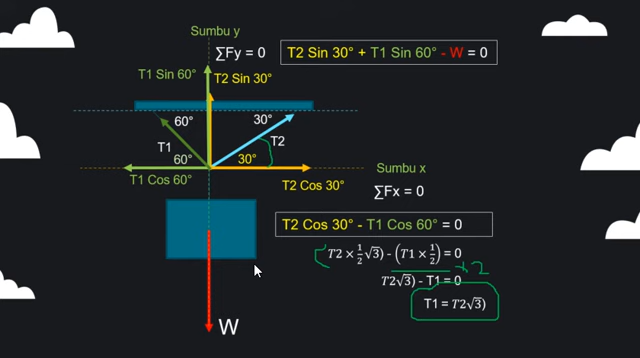 Sumbu y
∑Fy = 0
T2 Sin 30° + T1 Sin 60° - W = 0
T1 Sin 60°
T2 Sin 30°
60°
30°
T1
T2
60°
30°
T1 Cos 60°
T2 Cos 30°
Sumbu x
∑Fx = 0
T2 Cos 30° - T1 Cos 60° = 0
T2 × ½√3) - (T1 × ½) = 0
×2
T2√3) - T1 = 0
T1 = T2√3)
W